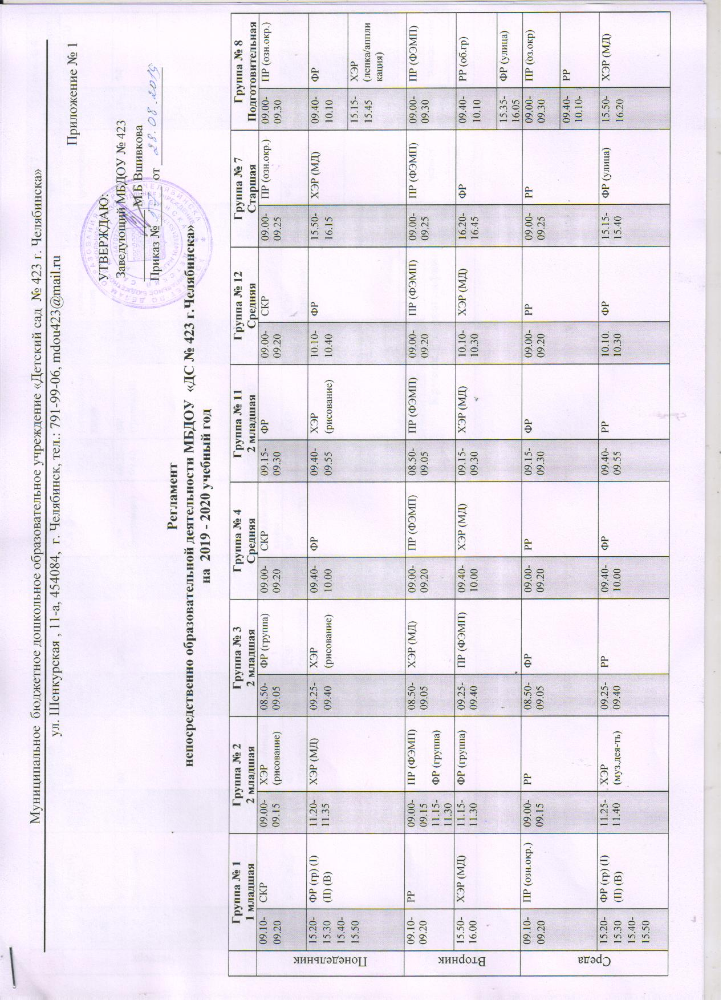 Муниципальное бюджетное дошкольное образовательное учреждение «Детский сад № 423 г. Челябинска»
ул. Шенкурская , 11-а, 454084, г. Челябинск, тел.: 791-99-06, mdou423@mail.ru
Приложение № 1
УТВЕРЖДАЮ:
Заведующий МБДОУ № 423
М.Б Вшивкова
Приказ № от 28.08.2019
Регламент
непосредственно образовательной деятельности МБДОУ «ДС № 423 г.Челябинска»
на 2019 - 2020 учебный год
Группа № 1
1 младшая
Группа № 2
2 младшая
Группа № 3
2 младшая
Группа № 4
Средняя
Группа № 11
2 младшая
Группа № 12
Средняя
Группа № 7
Старшая
Группа № 8
Подготовительная
Понедельник
09.10-
09.20
СКР
09.00-
09.15
ХЭР
(рисование)
08.50-
09.05
ФР (группа)
09.00-
09.20
СКР
09.15-
09.30
ФР
09.00-
09.20
СКР
09.00-
09.25
ПР (озн.окр.)
09.00-
09.30
ПР (озн.окр.)
15.20-
15.30
15.40-
15.50
ФР (гр) (I)
(II) (В)
11.20-
11.35
ХЭР (МД)
09.25-
09.40
ХЭР
(рисование)
09.40-
10.00
ФР
09.40-
09.55
ХЭР
(рисование)
10.10-
10.40
ФР
15.50-
16.15
ХЭР (МД)
09.40-
10.10
ФР
15.15-
15.45
ХЭР
(лепка/аппли
кация)
Вторник
09.10-
09.20
РР
09.00-
09.15
ПР (ФЭМП)
11.15-
11.30
ФР (группа)
08.50-
09.05
ХЭР (МД)
09.00-
09.20
ПР (ФЭМП)
08.50-
09.05
ПР (ФЭМП)
09.00-
09.20
ПР (ФЭМП)
09.00-
09.25
ПР (ФЭМП)
09.00-
09.30
ПР (ФЭМП)
15.50-
16.00
ХЭР (МД)
11.15-
11.30
ФР (группа)
09.25-
09.40
ПР (ФЭМП)
09.40-
10.00
ХЭР (МД)
09.15-
09.30
ХЭР (МД)
10.10-
10.30
ХЭР (МД)
16.20-
16.45
ФР
09.40-
10.10
РР (об.гр)
15.35-
16.05
ФР (улица)
Среда
09.10-
09.20
ПР (озн.окр.)
09.00-
09.15
РР
08.50-
09.05
ФР
09.00-
09.20
РР
09.15-
09.30
ФР
09.00-
09.20
РР
09.00-
09.25
РР
09.00-
09.30
ПР (оз.окр)
09.40-
10.10-
РР
15.20-
15.30
15.40-
15.50
ФР (гр) (I)
(II) (В)
11.25-
11.40
ХЭР
(муз.дея-ть)
09.25-
09.40
РР
09.40-
10.00
ФР
09.40-
09.55
РР
10.10.
10.30
ФР
15.15-
15.40
ФР (улица)
15.50-
16.20
ХЭР (МД)